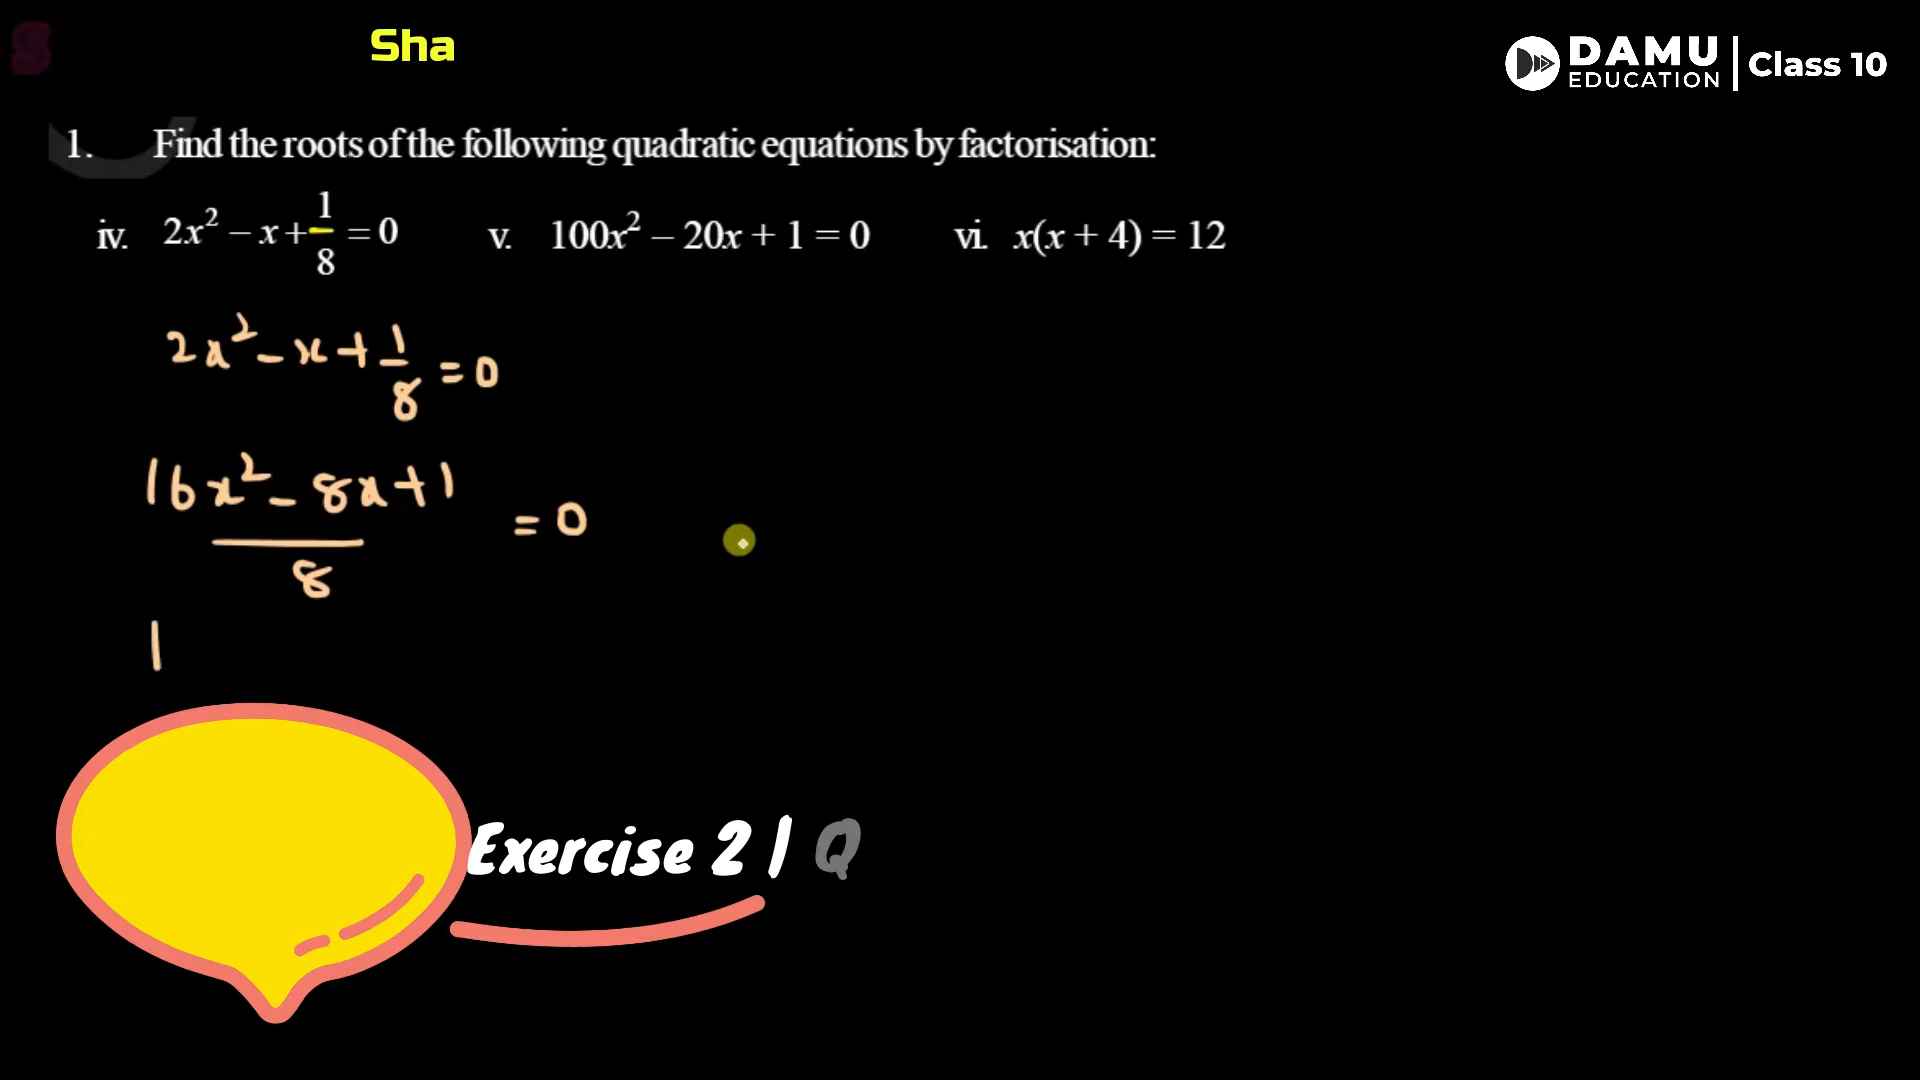 Sha
DAMU
EDUCATION
Class 10
1. Find the roots of the following quadratic equations by factorisation:
iv. 2x² − x + 1/8 = 0 v. 100x² − 20x + 1 = 0 vi. x(x + 4) = 12
2x² − x + 1/8 = 0
16x² − 8x + 1 / 8 = 0
1
Exercise 2 | Q